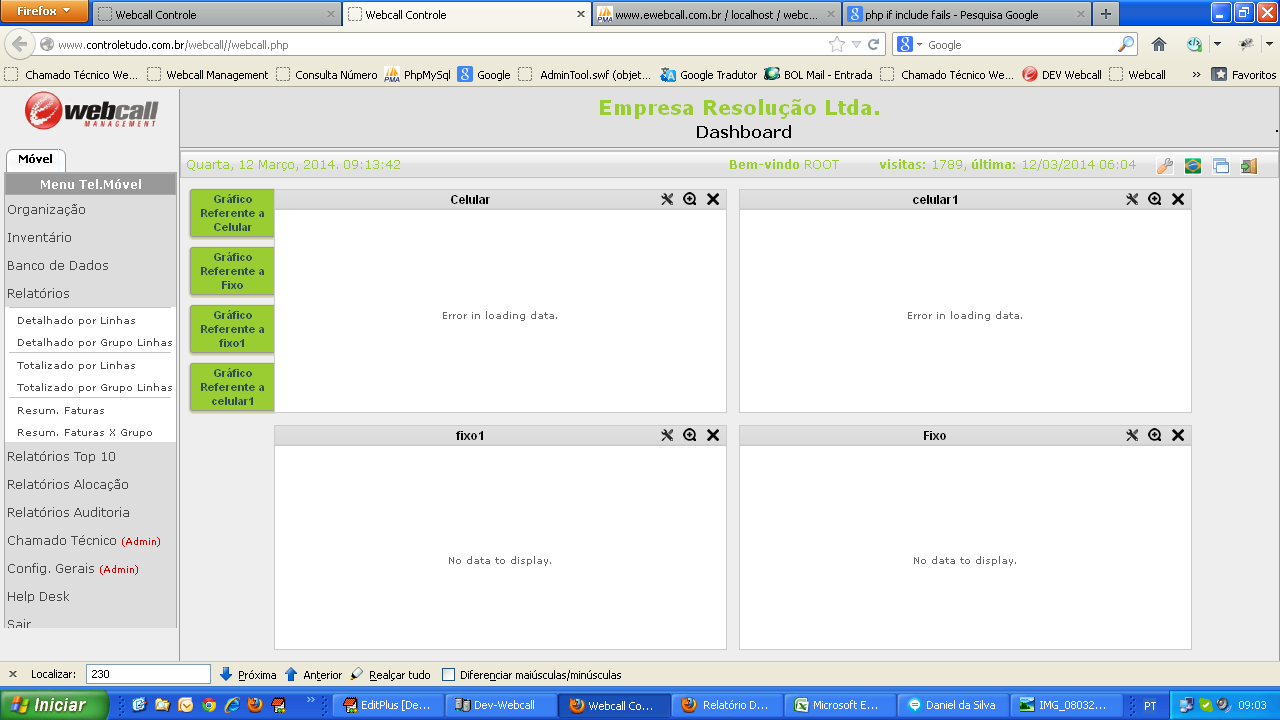 Firefox
Webcall Controle
Webcall Controle
www.ewebcall.com.br / localhost / webc...
php if include fails - Pesquisa Google
www.controletudo.com.br/webcall//webcall.php
Google
Chamado Técnico We...
Webcall Management
Consulta Número
PhpMySql
Google
AdminTool.swf (objet...
Google Tradutor
BOL Mail - Entrada
Chamado Técnico We...
DEV Webcall
Webcall
»
Favoritos
webcall
MANAGEMENT
Empresa Resolução Ltda.
Dashboard
Quarta, 12 Março, 2014. 09:13:42
Bem-vindo ROOT
visitas: 1789, última: 12/03/2014 06:04
Móvel
Menu Tel.Móvel
Organização
Inventário
Banco de Dados
Relatórios
Detalhado por Linhas
Detalhado por Grupo Linhas
Totalizado por Linhas
Totalizado por Grupo Linhas
Resum. Faturas
Resum. Faturas X Grupo
Relatórios Top 10
Relatórios Alocação
Relatórios Auditoria
Chamado Técnico (Admin)
Config. Gerais (Admin)
Help Desk
Sair
Gráfico
Referente a
Celular
Gráfico
Referente a
Fixo
Gráfico
Referente a
fixo1
Gráfico
Referente a
celular1
Celular
Error in loading data.
celular1
Error in loading data.
fixo1
No data to display.
Fixo
No data to display.
Localizar:
230
Próxima
Anterior
Realçar tudo
Diferenciar maiúsculas/minúsculas
Iniciar
»
EditPlus [De...
Dev-Webcall
Webcall Co...
Relatório D...
Microsoft E...
Daniel da Silva
IMG_08032...
PT
09:03